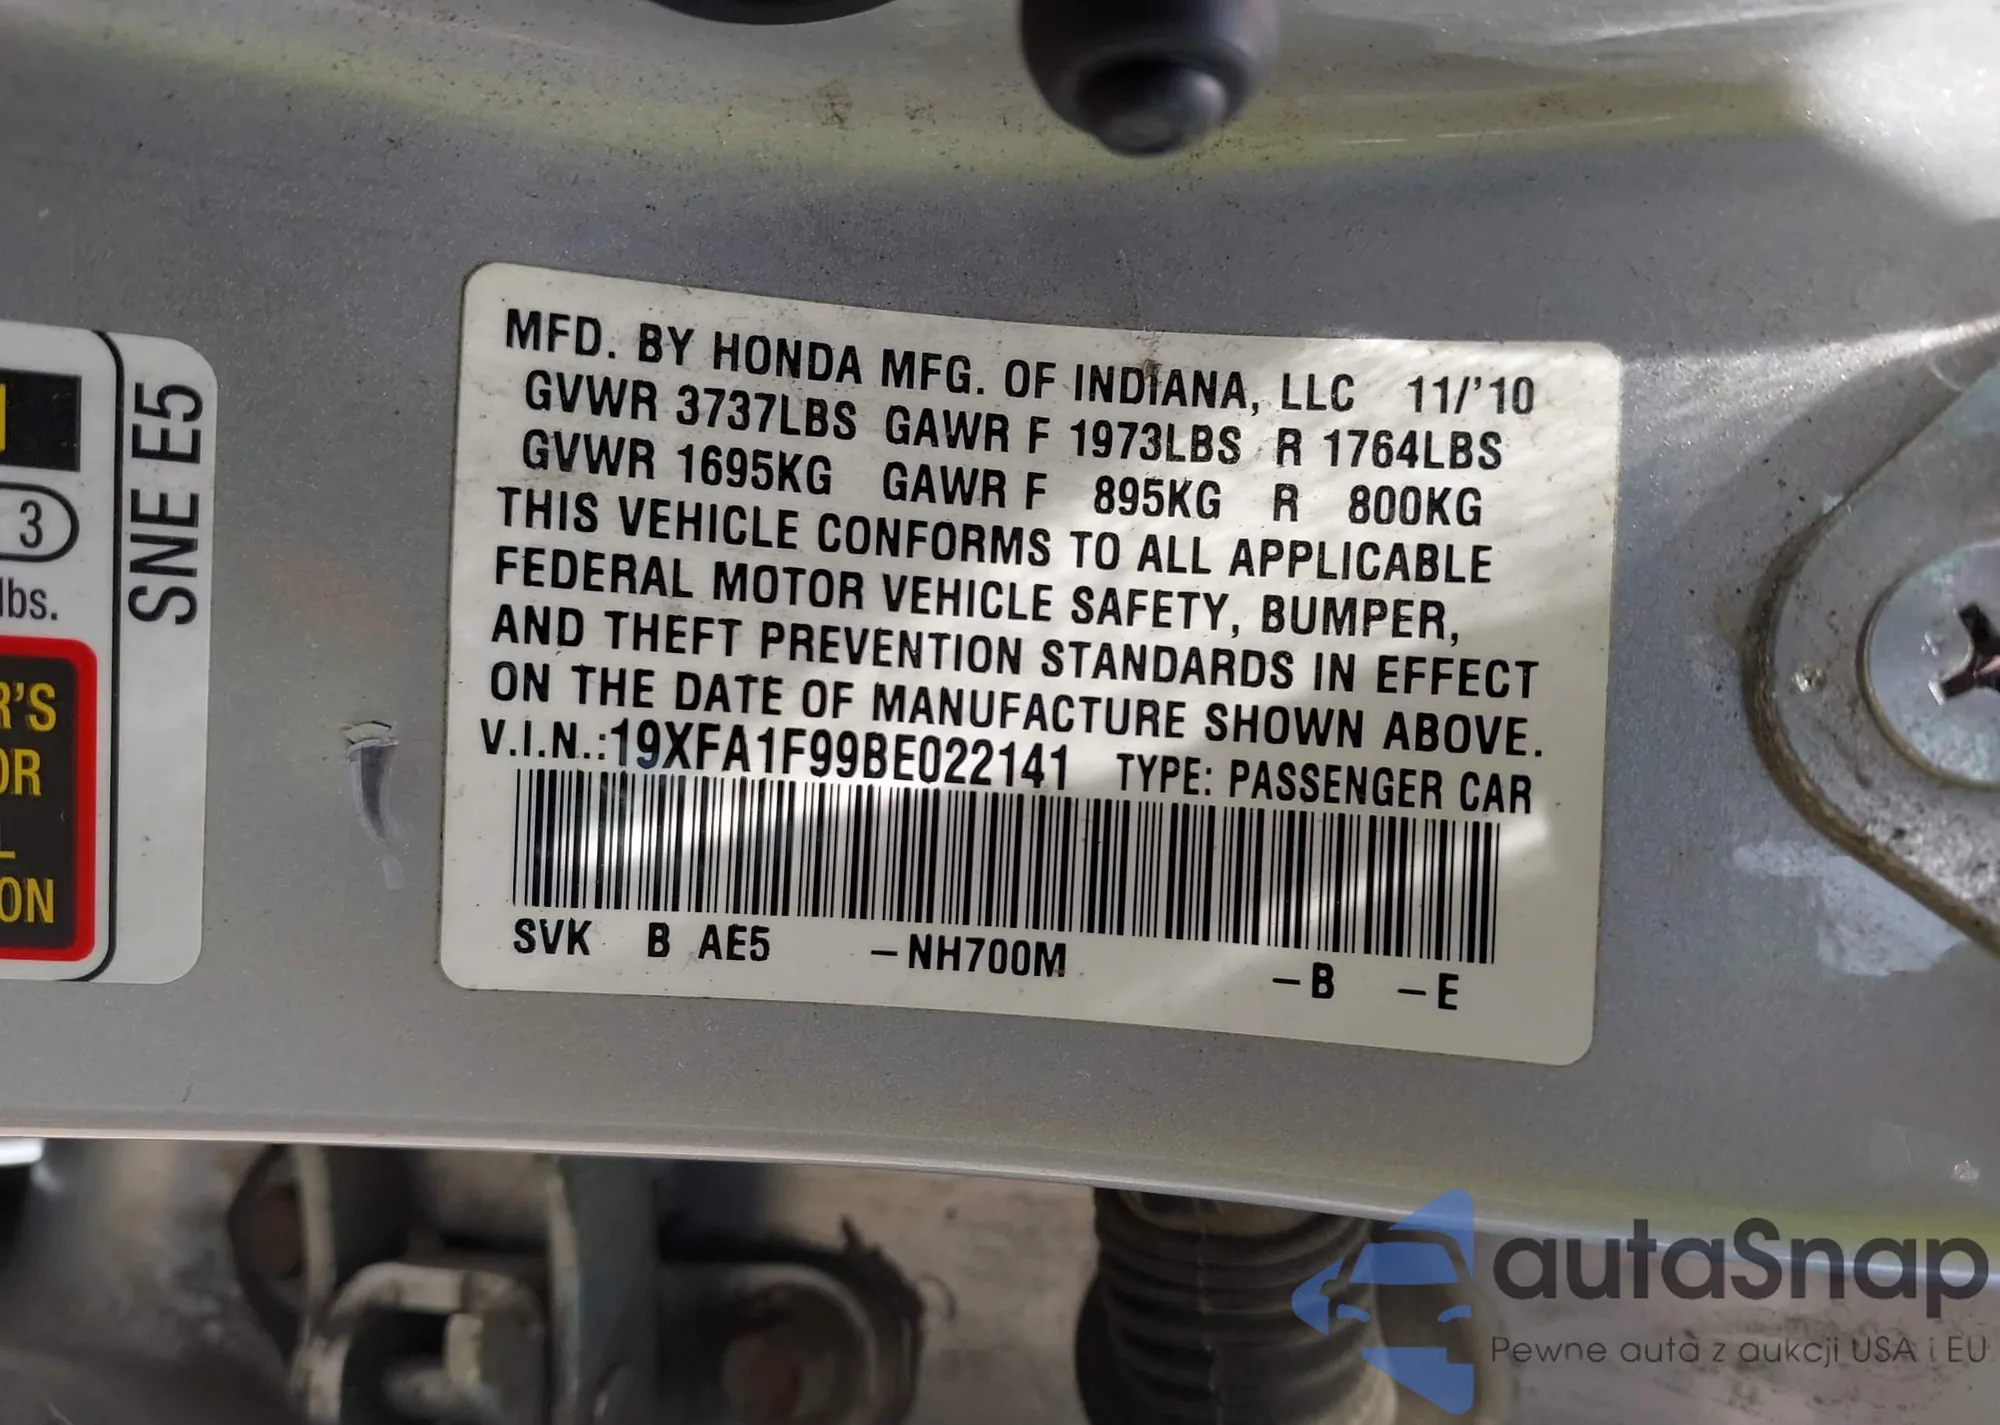 MFD. BY HONDA MFG. OF INDIANA, LLC 11/'10
GVWR 3737LBS GAWR F 1973LBS R 1764LBS
GVWR 1695KG GAWR F 895KG R 800KG
THIS VEHICLE CONFORMS TO ALL APPLICABLE
FEDERAL MOTOR VEHICLE SAFETY, BUMPER,
AND THEFT PREVENTION STANDARDS IN EFFECT
ON THE DATE OF MANUFACTURE SHOWN ABOVE.
V.I.N.:19XFA1F99BE022141 TYPE: PASSENGER CAR
SVK B AE5 -NH700M -B -E
3
lbs.
R'S
OR
L
ON
SNE E5
autaSnap
Pewne auta z aukcji USA i EU